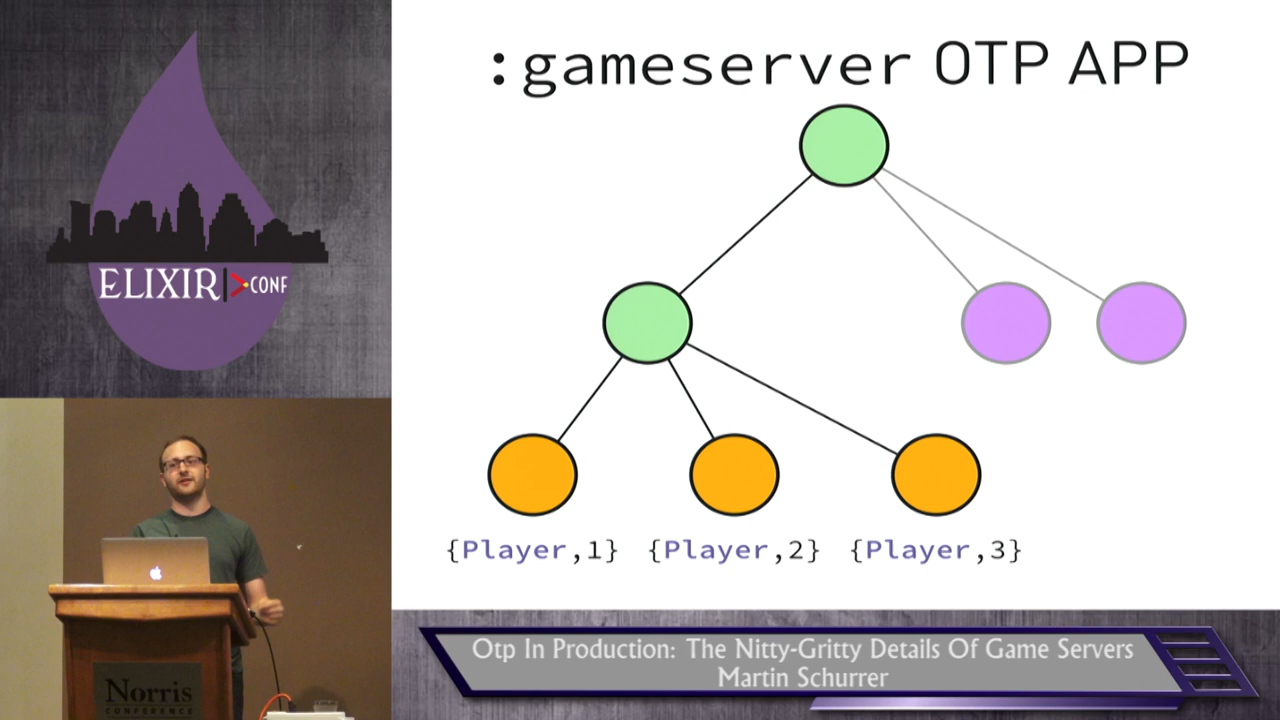 :gameserver OTP APP
ELIXIR|>CONF
{Player,1} {Player,2} {Player,3}
Norris
CONFERENCE
Otp In Production: The Nitty-Gritty Details Of Game Servers
Martin Schurrer